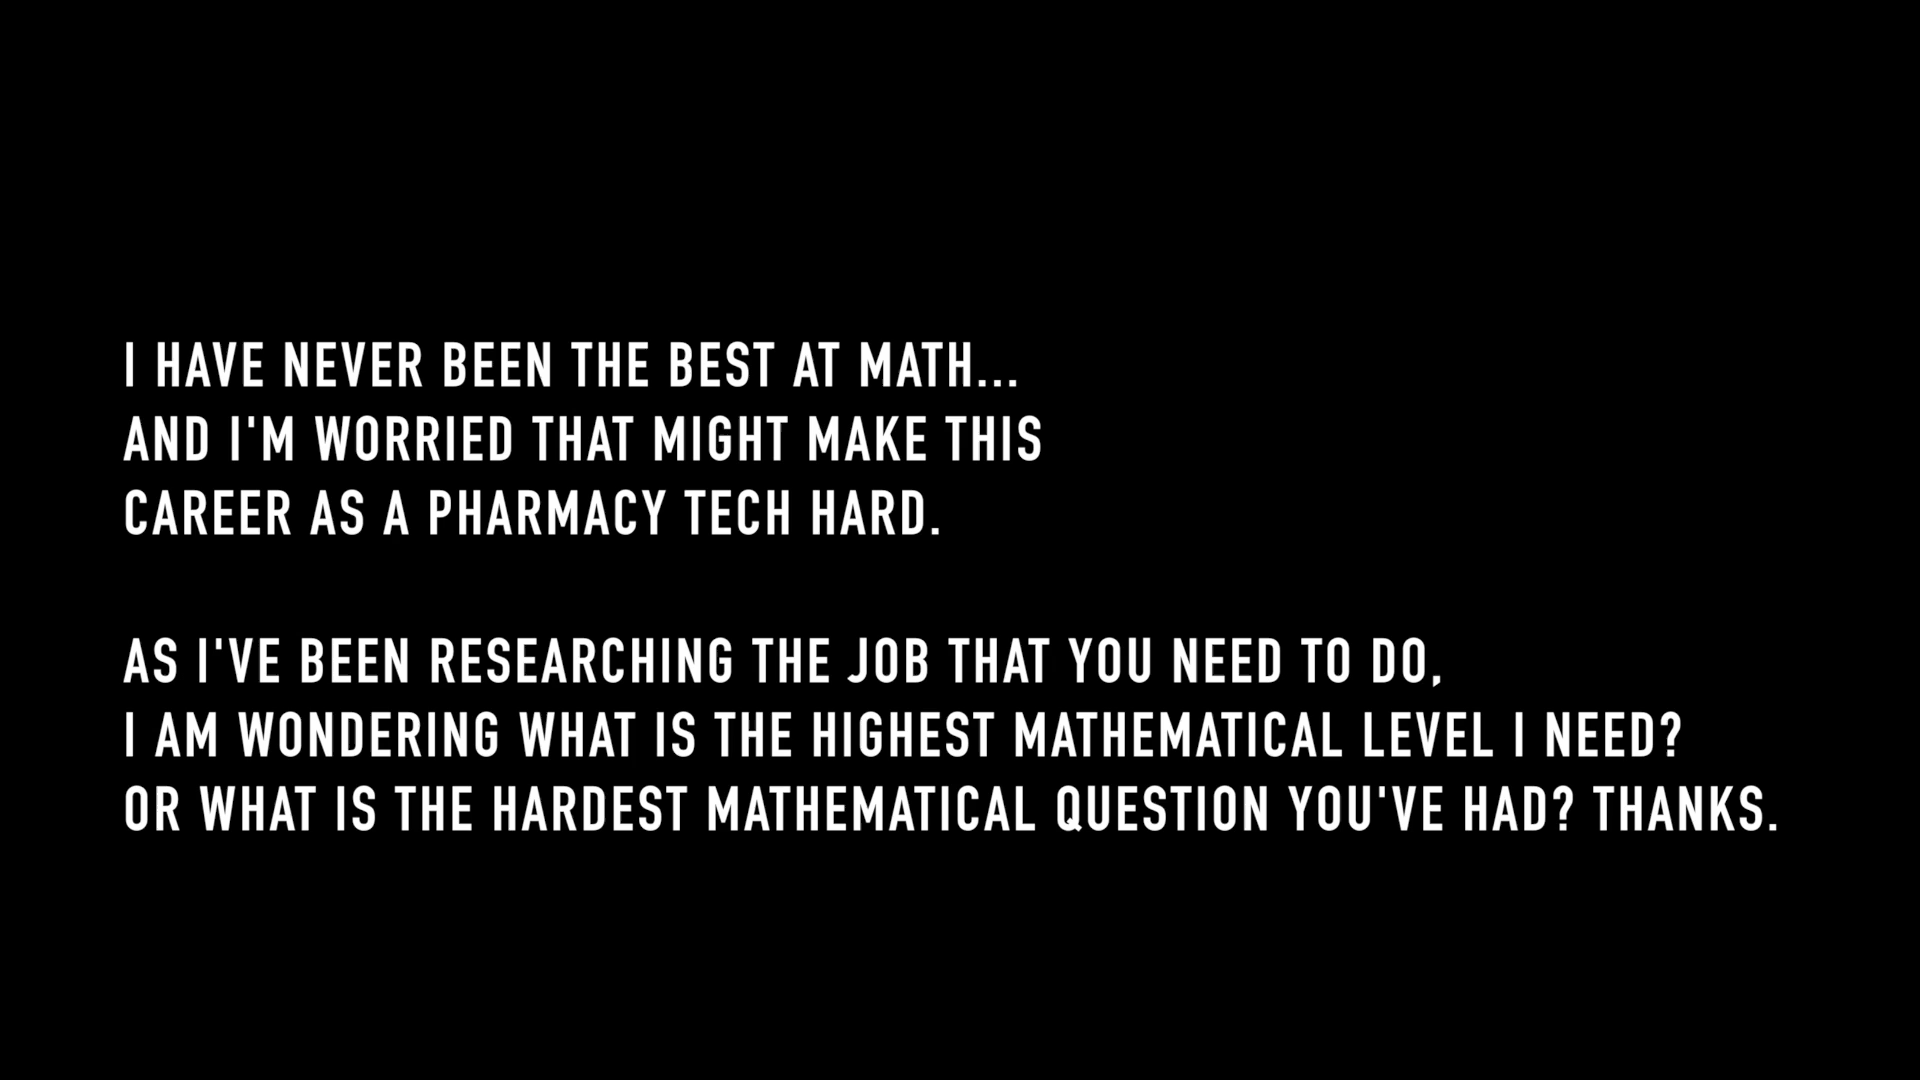 I HAVE NEVER BEEN THE BEST AT MATH...
AND I'M WORRIED THAT MIGHT MAKE THIS
CAREER AS A PHARMACY TECH HARD.
AS I'VE BEEN RESEARCHING THE JOB THAT YOU NEED TO DO,
I AM WONDERING WHAT IS THE HIGHEST MATHEMATICAL LEVEL I NEED?
OR WHAT IS THE HARDEST MATHEMATICAL QUESTION YOU'VE HAD? THANKS.